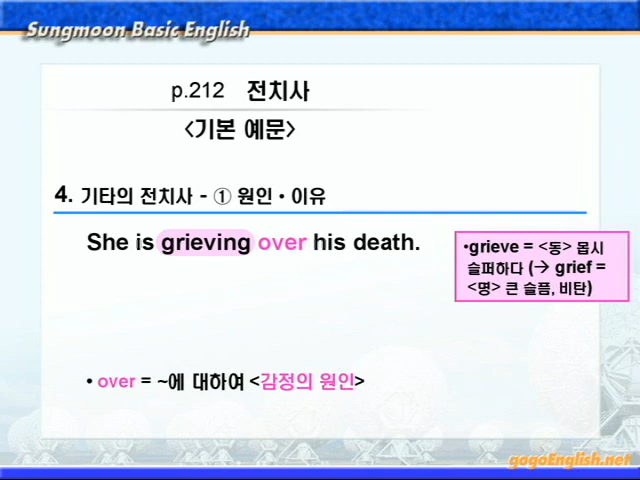 Sungmoon Basic English
p.212 전치사
<기본 예문>
4. 기타의 전치사 - ① 원인 • 이유
She is grieving over his death.
•grieve = <동> 몹시
슬퍼하다 (→ grief =
<명> 큰 슬픔, 비탄)
• over = ~에 대하여 <감정의 원인>
gogoEnglish.net